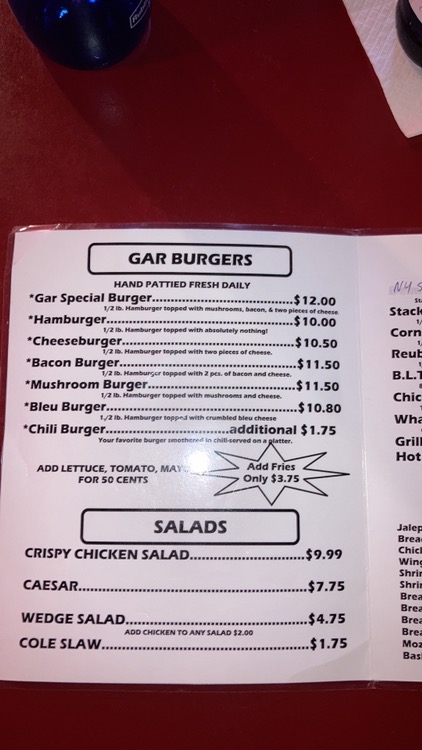 GAR BURGERS
HAND PATTIED FRESH DAILY
*Gar Special Burger...............................$12.00
1/2 lb. Hamburger topped with mushrooms, bacon, & two pieces of cheese
*Hamburger...............................$10.00
1/2 lb. Hamburger topped with absolutely nothing!
*Cheeseburger...............................$10.50
1/2 lb. Hamburger topped with two pieces of cheese.
*Bacon Burger...............................$11.50
1/2 lb. Hamburger topped with 2 pcs. of bacon and cheese.
*Mushroom Burger...............................$11.50
1/2 lb. Hamburger topped with mushrooms and cheese.
*Bleu Burger...............................$10.80
1/2 lb. Hamburger topped with crumbled bleu cheese
*Chili Burger...........................additional $1.75
Your favorite burger smothered in chili-served on a platter.
ADD LETTUCE, TOMATO,
FOR 50 CENTS
Add Fries
Only $3.75
SALADS
CRISPY CHICKEN SALAD...........................$9.99
CAESAR...............................$7.75
WEDGE SALAD...............................$4.75
ADD CHICKEN TO ANY SALAD $2.00
COLE SLAW...............................$1.75
N.Y. S
Stack
Corn
Reub
B.L.T
Chic
Wha
Grill
Hot
Jalep
Brea
Chick
Wing
Shrin
Shrin
Brea
Brea
Brea
Brea
Moz
Bas